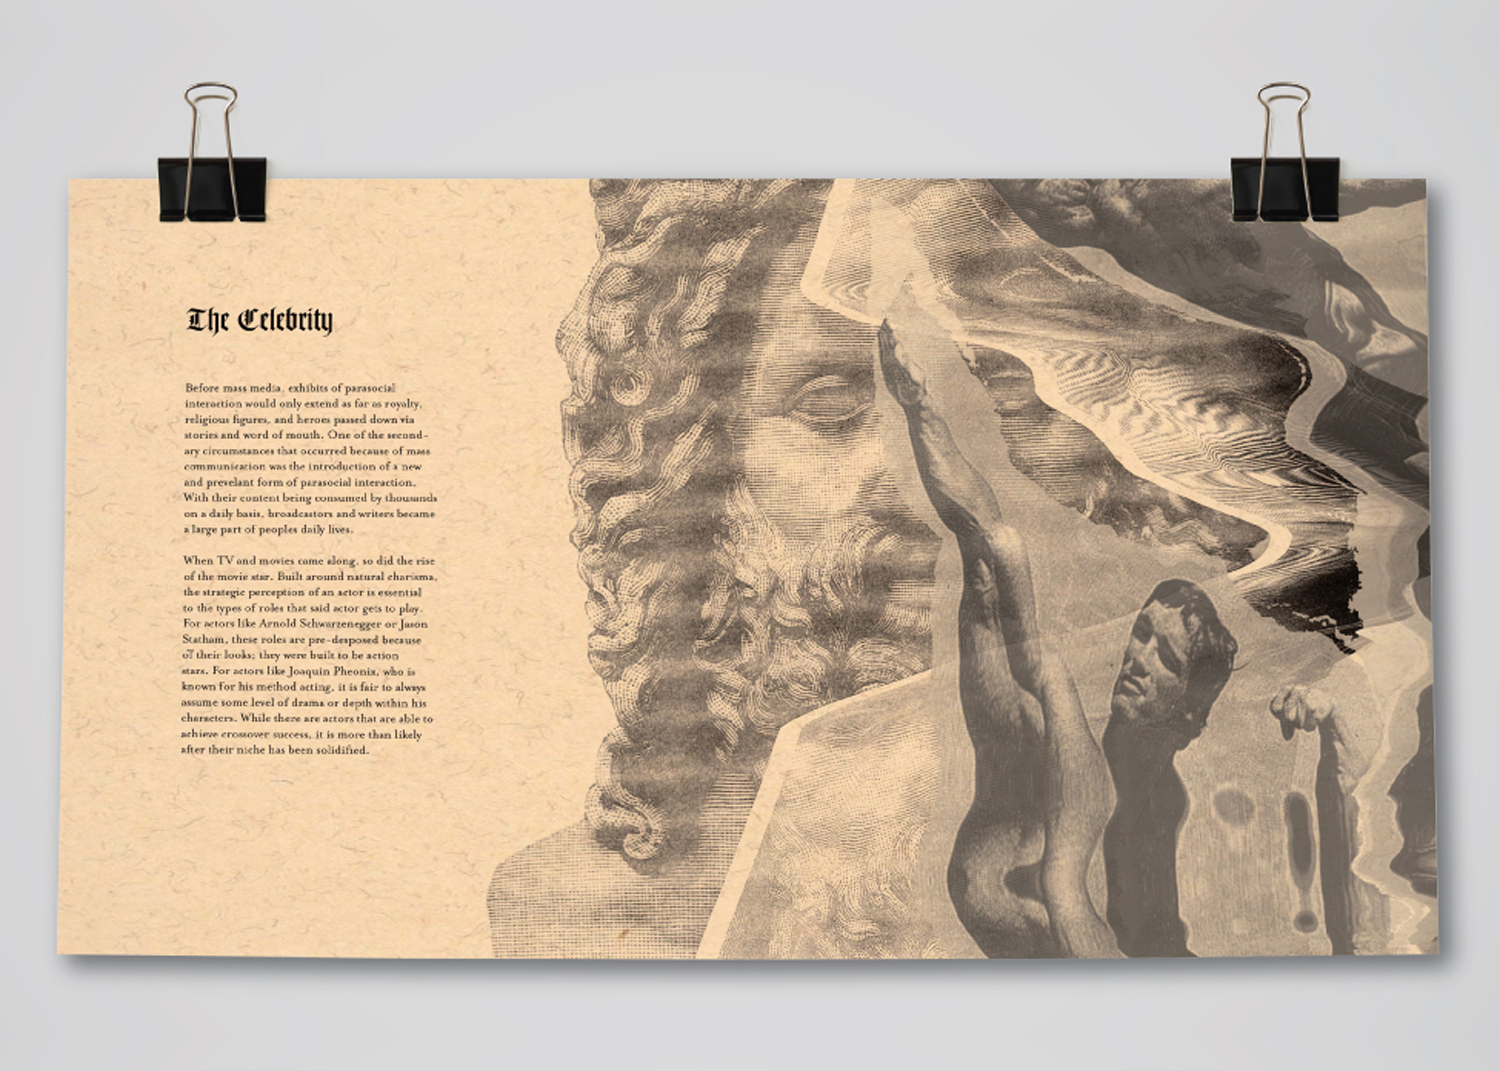 The Celebrity
Before mass media, exhibits of parasocial
interaction would only extend as far as royalty,
religious figures, and heroes passed down via
stories and word of mouth. One of the second-
ary circumstances that occurred because of mass
communication was the introduction of a new
and prevelant form of parasocial interaction.
With their content being consumed by thousands
on a daily basis, broadcastors and writers became
a large part of peoples daily lives.
When TV and movies came along, so did the rise
of the movie star. Built around natural charisma,
the strategic perception of an actor is essential
to the types of roles that said actor gets to play.
For actors like Arnold Schwarzenegger or Jason
Statham, these roles are pre-desposed because
of their looks; they were built to be action
stars. For actors like Joaquin Pheonix, who is
known for his method acting, it is fair to always
assume some level of drama or depth within his
characters. While there are actors that are able to
achieve crossover success, it is more than likely
after their niche has been solidified.